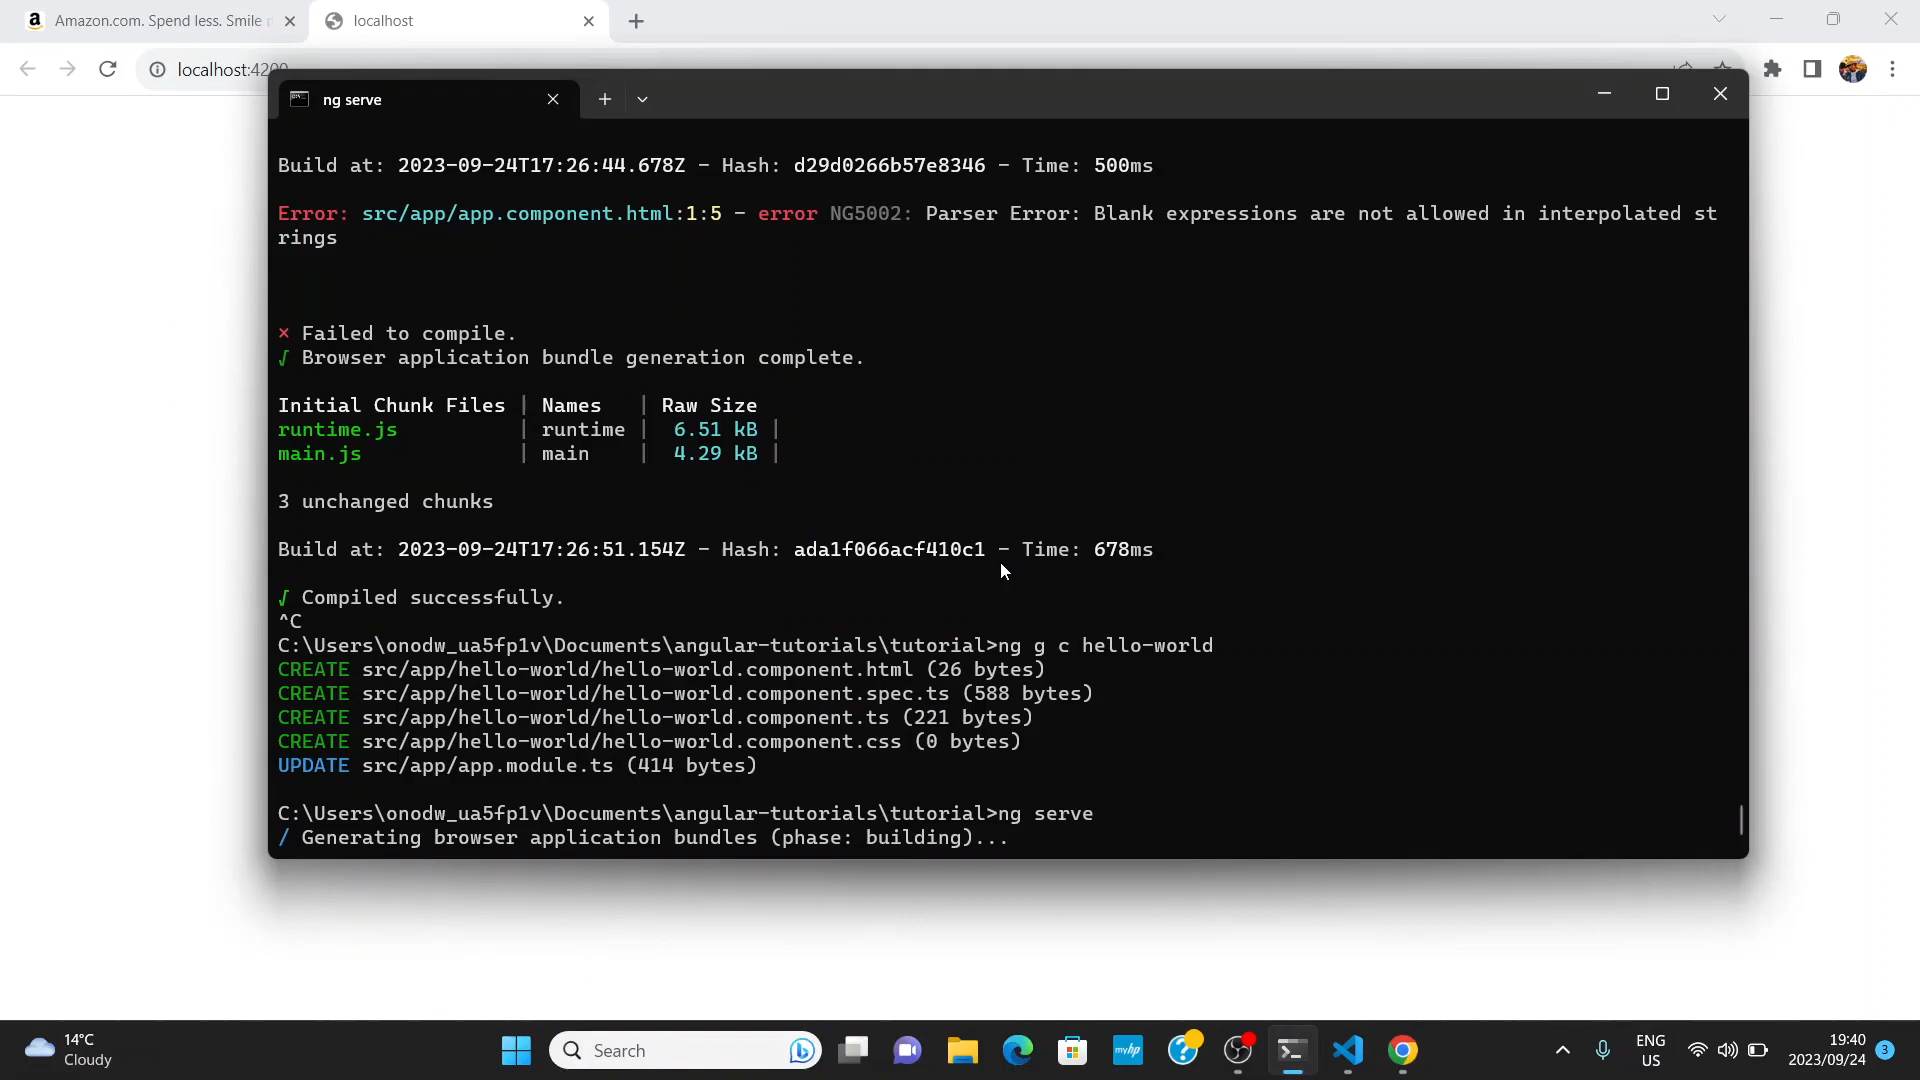 Amazon.com. Spend less. Smile
localhost
localhost:4200
ng serve
Build at: 2023-09-24T17:26:44.678Z - Hash: d29d0266b57e8346 - Time: 500ms
Error: src/app/app.component.html:1:5 - error NG5002: Parser Error: Blank expressions are not allowed in interpolated st
rings
× Failed to compile.
√ Browser application bundle generation complete.
Initial Chunk Files | Names | Raw Size
runtime.js | runtime | 6.51 kB |
main.js | main | 4.29 kB |
3 unchanged chunks
Build at: 2023-09-24T17:26:51.154Z - Hash: ada1f066acf410c1 - Time: 678ms
√ Compiled successfully.
^C
C:\Users\onodw_ua5fp1v\Documents\angular-tutorials\tutorial>ng g c hello-world
CREATE src/app/hello-world/hello-world.component.html (26 bytes)
CREATE src/app/hello-world/hello-world.component.spec.ts (588 bytes)
CREATE src/app/hello-world/hello-world.component.ts (221 bytes)
CREATE src/app/hello-world/hello-world.component.css (0 bytes)
UPDATE src/app/app.module.ts (414 bytes)
C:\Users\onodw_ua5fp1v\Documents\angular-tutorials\tutorial>ng serve
/ Generating browser application bundles (phase: building)...
14°C
Cloudy
Search
myhp
ENG
US
19:40
2023/09/24
3